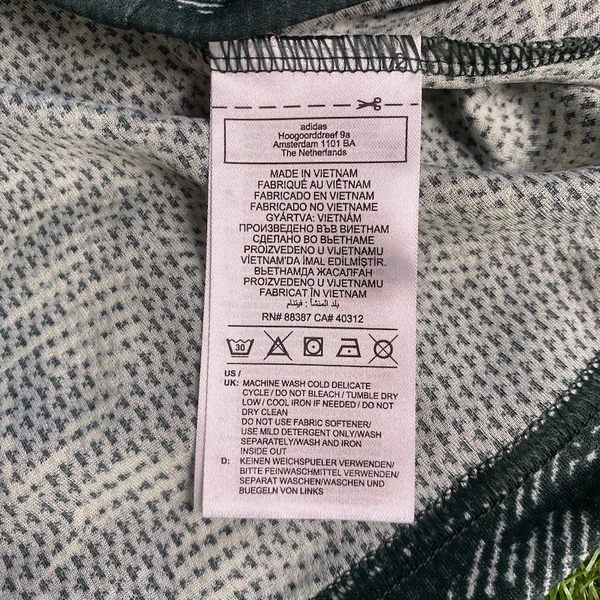 adidas
Hoogoorddreef 9a
Amsterdam 1101 BA
The Netherlands
MADE IN VIETNAM
FABRIQUÉ AU VIÊTNAM
FABRICADO EN VIETNAM
FABRICADO NO VIETNAME
GYÁRTVA: VIETNÁM
ПРОИЗВЕДЕНО ВЪВ ВИЕТНАМ
СДЕЛАНО ВО ВЬЕТНАМЕ
PROIZVEDENO U VIJETNAMU
VİETNAM'DA İMAL EDİLMİŞTİR.
ВЬЕТНАМДА ЖАСАЛҒАН
PROIZVEDENO U VIJETNAMU
FABRICAT ÎN VIETNAM
بلد المنشأ : فيتنام
RN# 88387 CA# 40312
30
US /
UK: MACHINE WASH COLD DELICATE
CYCLE / DO NOT BLEACH / TUMBLE DRY
LOW / COOL IRON IF NEEDED / DO NOT
DRY CLEAN
DO NOT USE FABRIC SOFTENER/
USE MILD DETERGENT ONLY/WASH
SEPARATELY/WASH AND IRON
INSIDE OUT
D: KEINEN WEICHSPUELER VERWENDEN/
BITTE FEINWASCHMITTEL VERWENDEN/
SEPARAT WASCHEN/WASCHEN UND
BUEGELN VON LINKS